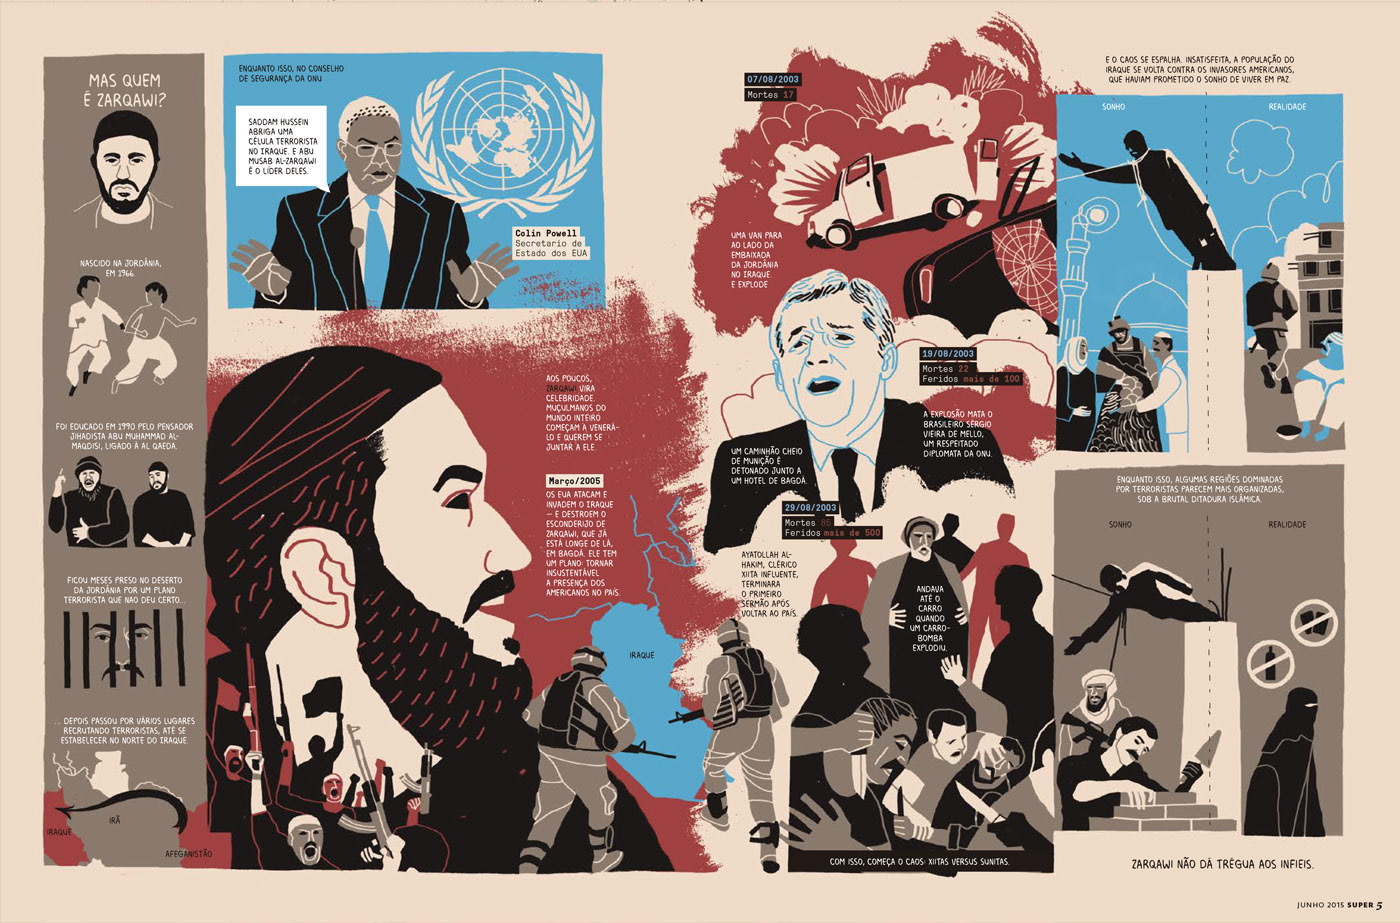 MAS QUEM
É ZARQAWI?
NASCIDO NA JORDÂNIA,
EM 1966.
FOI EDUCADO EM 1990 PELO PENSADOR
JIHADISTA ABU MUHAMMAD AL-
MAQDISI, LIGADO À AL QAEDA.
FICOU MESES PRESO NO DESERTO
DA JORDÂNIA POR UM PLANO
TERRORISTA QUE NAO DEU CERTO...
... DEPOIS PASSOU POR VÁRIOS LUGARES
RECRUTANDO TERRORISTAS, ATÉ SE
ESTABELECER NO NORTE DO IRAQUE.
IRAQUE
IRÃ
AFEGANISTÃO
ENQUANTO ISSO, NO CONSELHO
DE SEGURANÇA DA ONU
SADDAM HUSSEIN
ABRIGA UMA
CÉLULA TERRORISTA
NO IRAQUE. E ABU
MUSAB AL-ZARQAWI
É O LÍDER DELES.
Colin Powell
Secretario de
Estado dos EUA
AOS POUCOS,
ZARQAWI VIRA
CELEBRIDADE.
MUÇULMANOS DO
MUNDO INTEIRO
COMEÇAM A VENERÁ-
LO E QUEREM SE
JUNTAR A ELE.
Março/2005
OS EUA ATACAM E
INVADEM O IRAQUE
— E DESTROEM O
ESCONDERIJO DE
ZARQAWI, QUE JÁ
ESTÁ LONGE DE LÁ,
EM BAGDÁ. ELE TEM
UM PLANO: TORNAR
INSUSTENTÁVEL
A PRESENÇA DOS
AMERICANOS NO PAÍS.
IRAQUE
07/08/2003
Mortes 17
UMA VAN PARA
AO LADO DA
EMBAIXADA
DA JORDÂNIA
NO IRAQUE.
E EXPLODE
19/08/2003
Mortes 22
Feridos mais de 100
UM CAMINHÃO CHEIO
DE MUNIÇÃO É
DETONADO JUNTO A
UM HOTEL DE BAGDÁ.
A EXPLOSÃO MATA O
BRASILEIRO SÉRGIO
VIEIRA DE MELLO,
UM RESPEITADO
DIPLOMATA DA ONU.
29/08/2003
Mortes 85
Feridos mais de 500
AYATOLLAH AL-
HAKIM, CLÉRICO
XIITA INFLUENTE,
TERMINARA
O PRIMEIRO
SERMÃO APÓS
VOLTAR AO PAÍS.
ANDAVA
ATÉ O
CARRO
QUANDO
UM CARRO-
BOMBA
EXPLODIU.
COM ISSO, COMEÇA O CAOS: XIITAS VERSUS SUNITAS.
E O CAOS SE ESPALHA. INSATISFEITA, A POPULAÇÃO DO
IRAQUE SE VOLTA CONTRA OS INVASORES AMERICANOS,
QUE HAVIAM PROMETIDO O SONHO DE VIVER EM PAZ.
SONHO
REALIDADE
ENQUANTO ISSO, ALGUMAS REGIÕES DOMINADAS
POR TERRORISTAS PARECEM MAIS ORGANIZADAS,
SOB A BRUTAL DITADURA ISLÂMICA.
SONHO
REALIDADE
ZARQAWI NÃO DÁ TRÉGUA AOS INFIEIS.
JUNHO 2015 SUPER 5